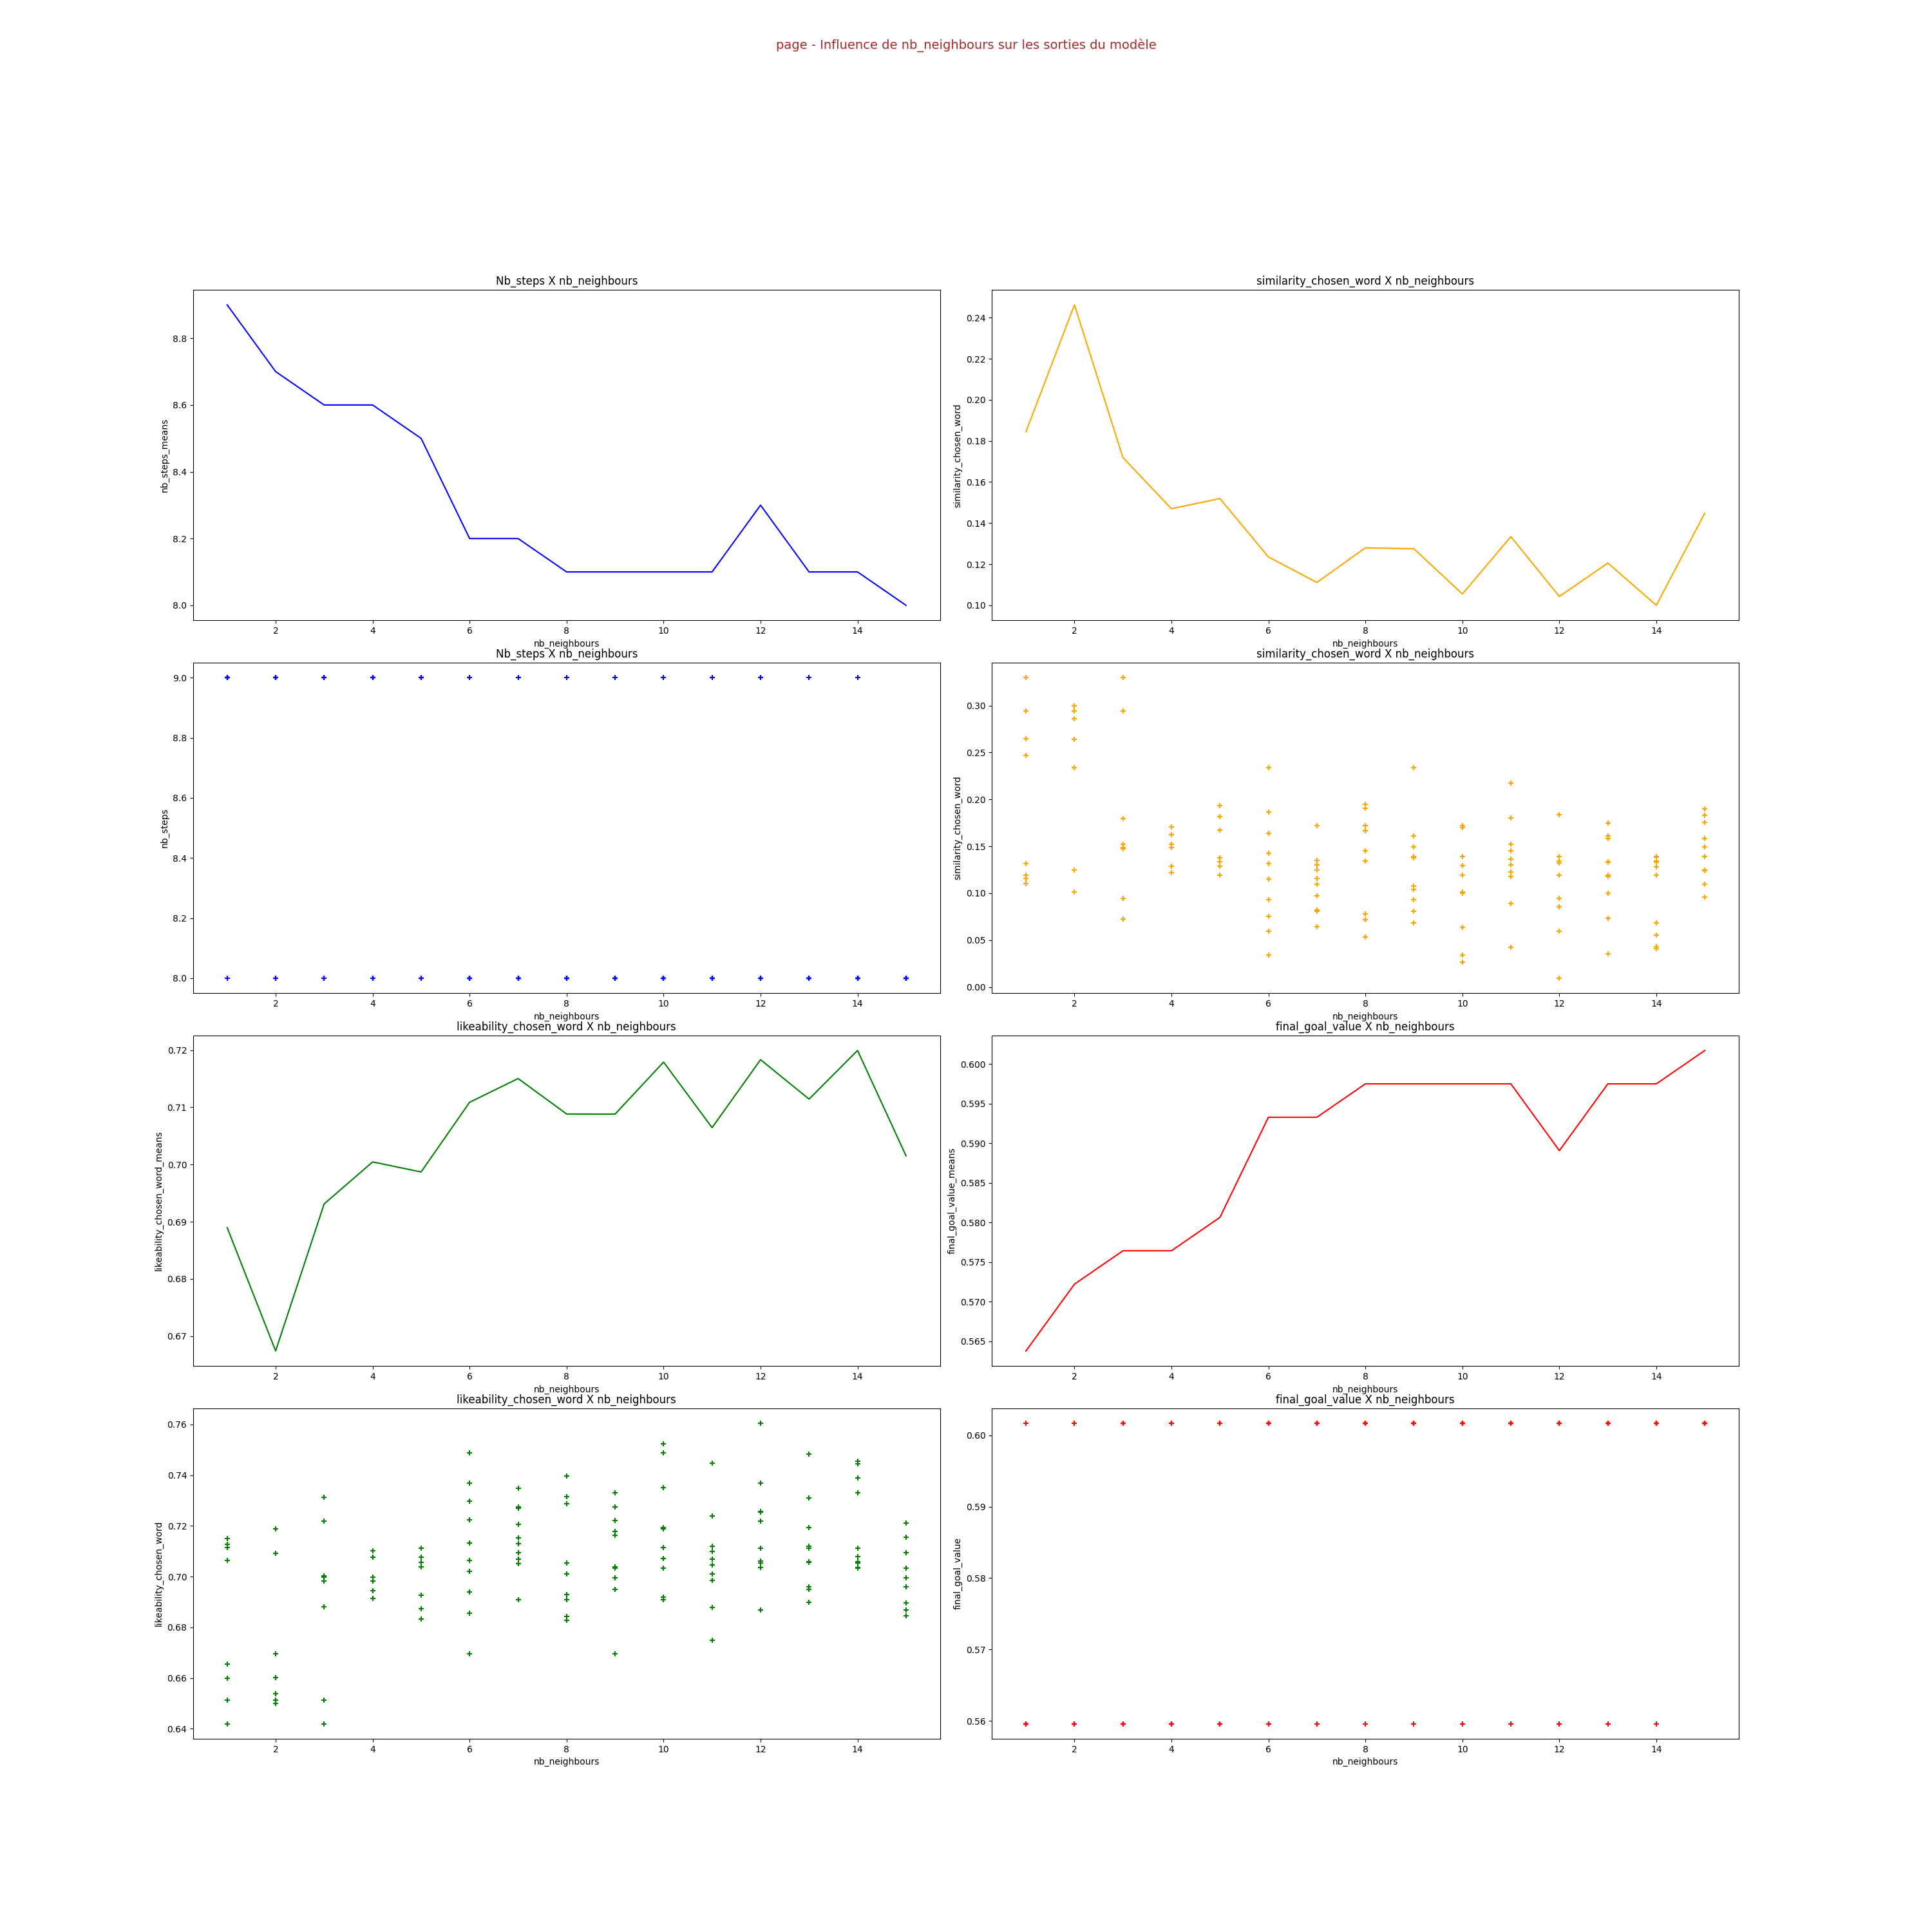 page - Influence de nb_neighbours sur les sorties du modèle
Nb_steps X nb_neighbours
nb_steps_means
8.8
8.6
8.4
8.2
8.0
2 4 6 8 10 12 14
nb_neighbours
similarity_chosen_word X nb_neighbours
similarity_chosen_word
0.24
0.22
0.20
0.18
0.16
0.14
0.12
0.10
2 4 6 8 10 12 14
nb_neighbours
Nb_steps X nb_neighbours
nb_steps
9.0
8.8
8.6
8.4
8.2
8.0
2 4 6 8 10 12 14
nb_neighbours
similarity_chosen_word X nb_neighbours
similarity_chosen_word
0.30
0.25
0.20
0.15
0.10
0.05
0.00
2 4 6 8 10 12 14
nb_neighbours
likeability_chosen_word X nb_neighbours
likeability_chosen_word_means
0.72
0.71
0.70
0.69
0.68
0.67
2 4 6 8 10 12 14
nb_neighbours
final_goal_value X nb_neighbours
final_goal_value_means
0.600
0.595
0.590
0.585
0.580
0.575
0.570
0.565
2 4 6 8 10 12 14
nb_neighbours
likeability_chosen_word X nb_neighbours
likeability_chosen_word
0.76
0.74
0.72
0.70
0.68
0.66
0.64
2 4 6 8 10 12 14
nb_neighbours
final_goal_value X nb_neighbours
final_goal_value
0.60
0.59
0.58
0.57
0.56
2 4 6 8 10 12 14
nb_neighbours